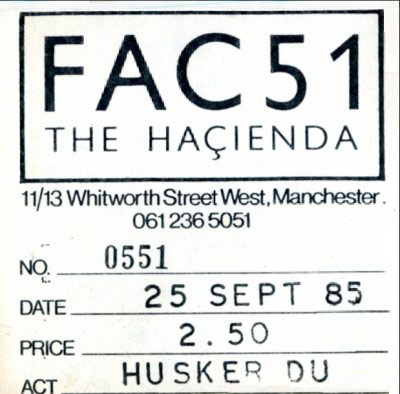 FAC 51
THE HAÇIENDA
11/13 Whitworth Street West, Manchester.
061 236 5051
NO. 0551
DATE 25 SEPT 85
PRICE 2.50
ACT HUSKER DU